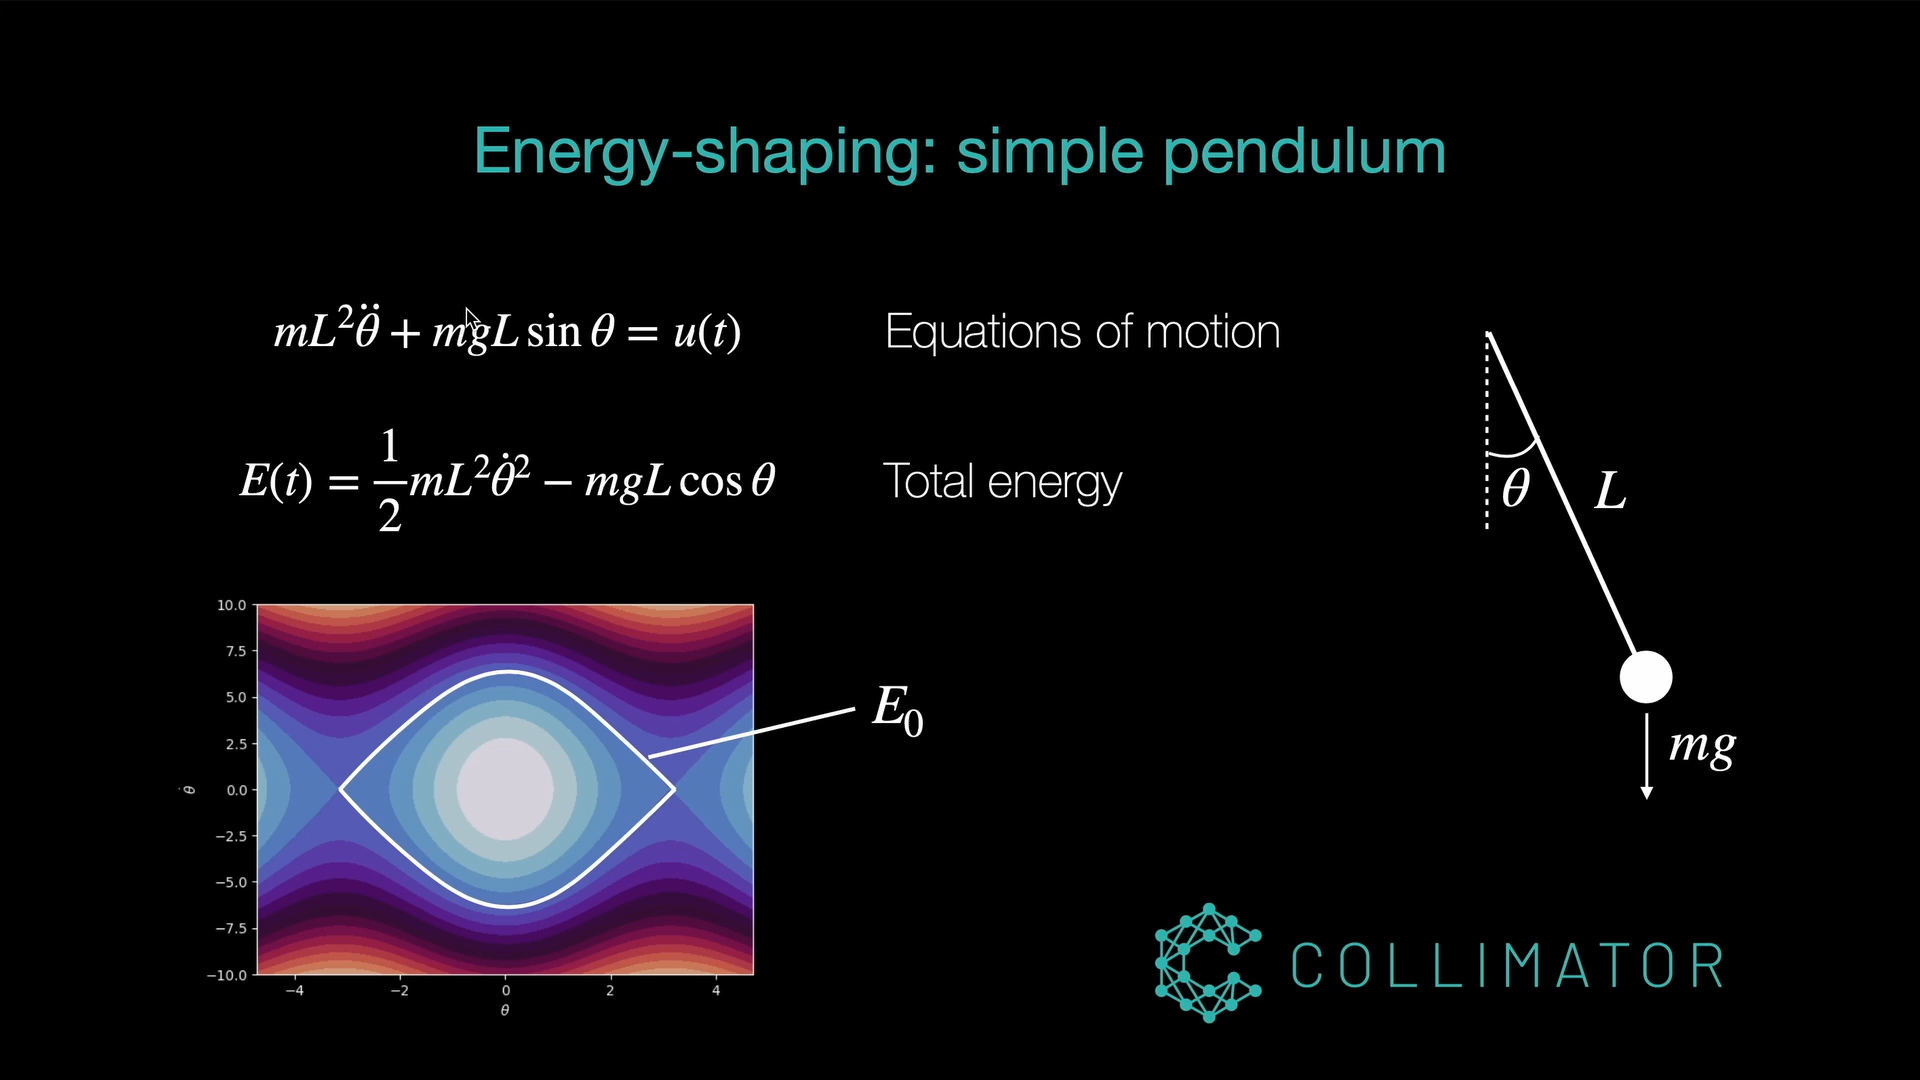 Energy-shaping: simple pendulum
mL²θ̈ + mgL sin θ = u(t)
Equations of motion
E(t) = 1/2 mL²θ̇² − mgL cos θ
Total energy
θ
L
mg
10.0
7.5
5.0
2.5
0.0
−2.5
−5.0
−7.5
−10.0
θ̇
−4 −2 0 2 4
θ
E₀
COLLIMATOR